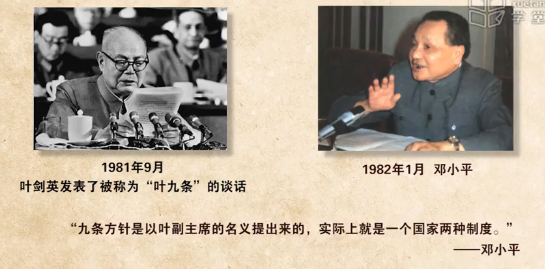 xuetan
学堂
1981年9月
叶剑英发表了被称为“叶九条”的谈话
1982年1月 邓小平
“九条方针是以叶副主席的名义提出来的，实际上就是一个国家两种制度。”
——邓小平